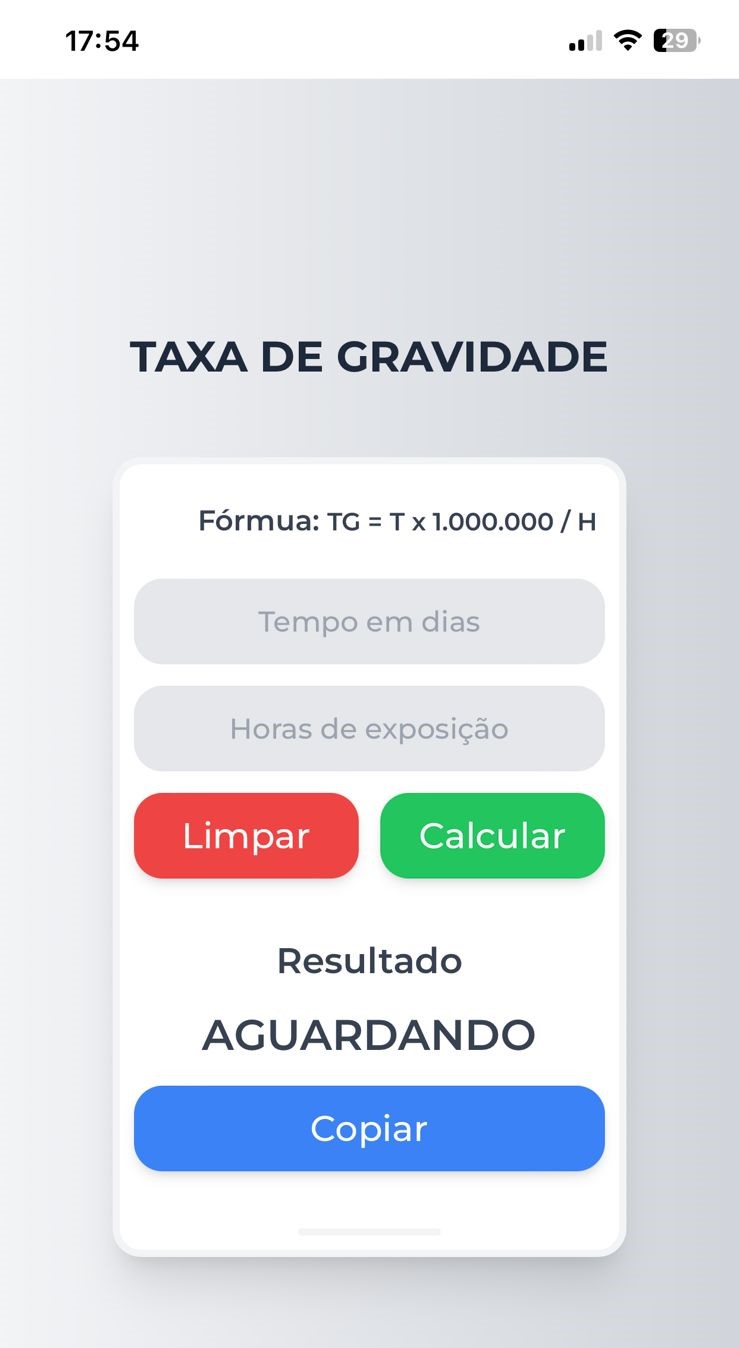 17:54
29
TAXA DE GRAVIDADE
Fórmua: TG = T x 1.000.000 / H
Tempo em dias
Horas de exposição
Limpar Calcular
Resultado
AGUARDANDO
Copiar